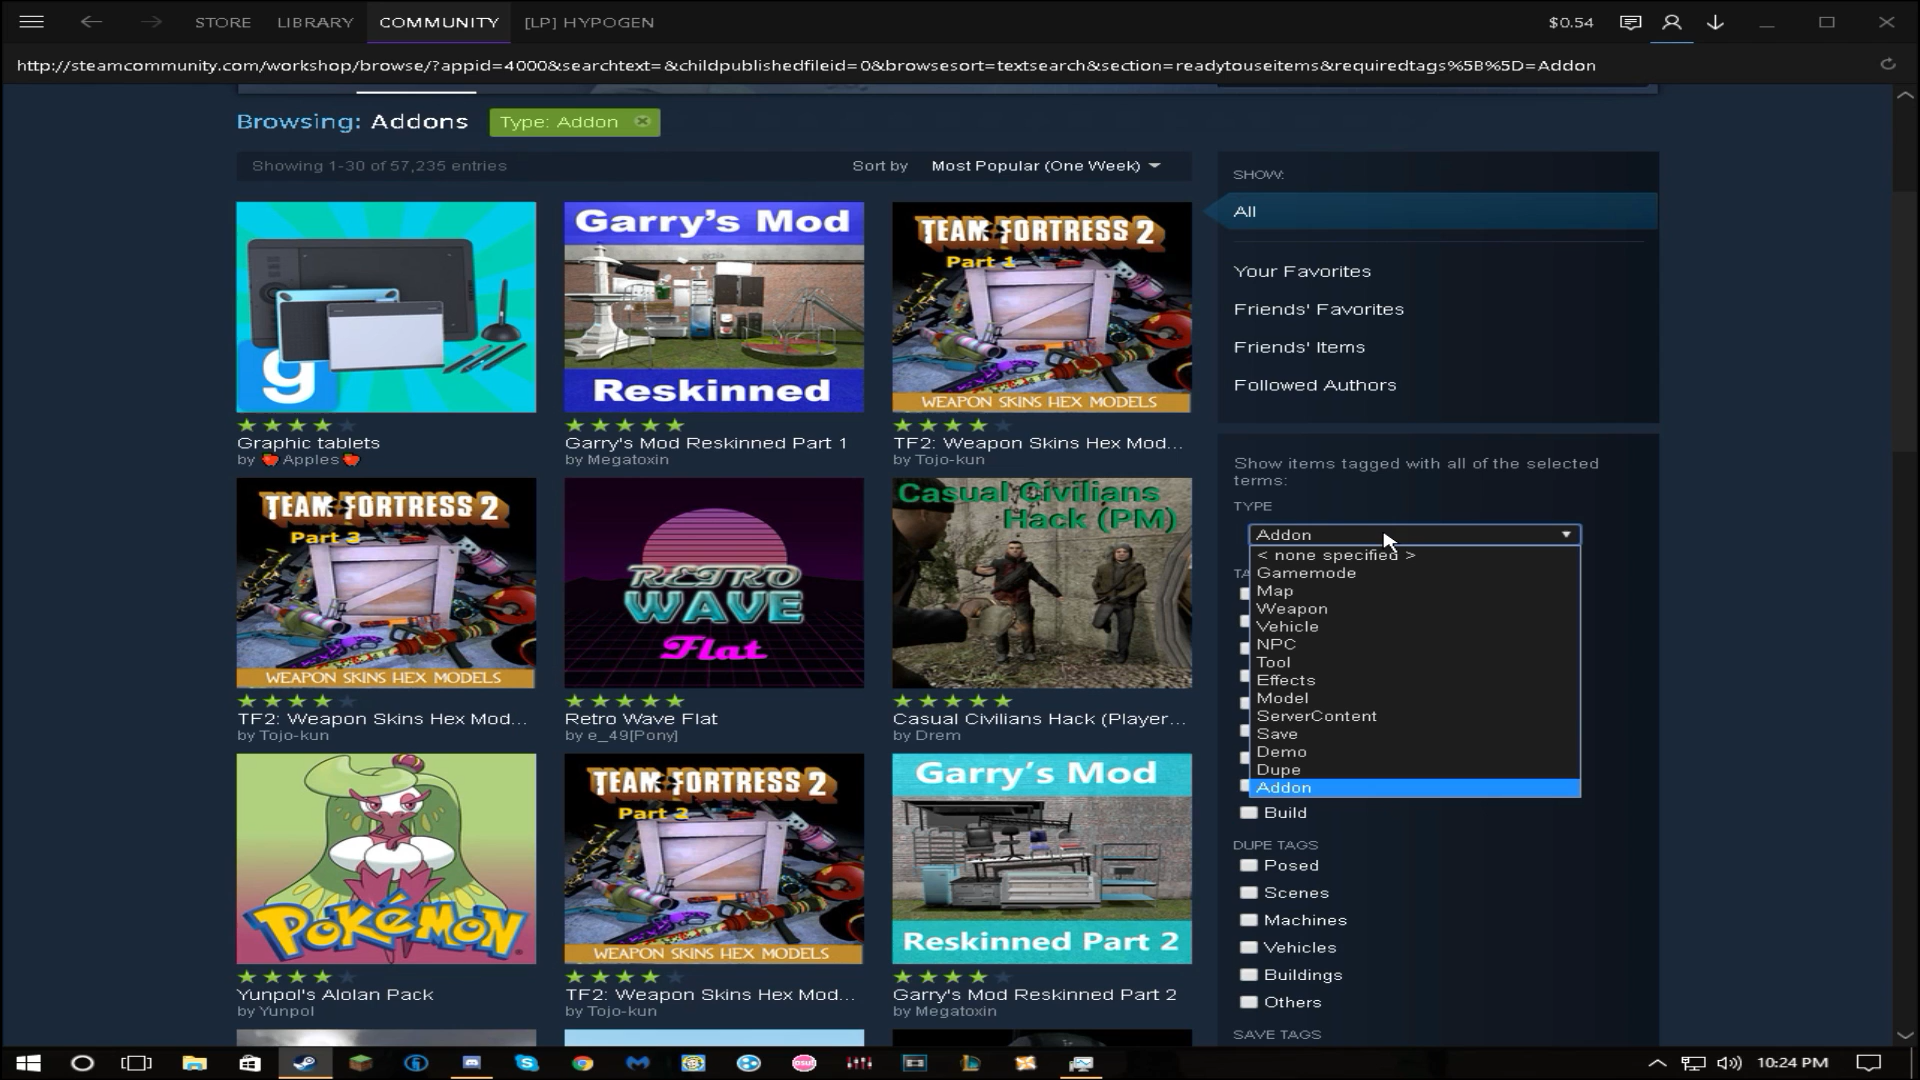 STORE LIBRARY COMMUNITY [LP] HYPOGEN $0.54
http://steamcommunity.com/workshop/browse/?appid=4000&searchtext=&childpublishedfileid=0&browsesort=textsearch&section=readytouseitems&requiredtags%5B%5D=Addon
Browsing: Addons Type: Addon
Showing 1-30 of 57,235 entries Sort by Most Popular (One Week)
Garry's Mod
Reskinned
TEAM FORTRESS 2
Part 1
WEAPON SKINS HEX MODELS
g
Graphic tablets
by Apples
Garry's Mod Reskinned Part 1
by Megatoxin
TF2: Weapon Skins Hex Mod...
by Tojo-kun
TEAM FORTRESS 2
Part 3
WEAPON SKINS HEX MODELS
RETRO
WAVE
Flat
Casual Civilians
Hack (PM)
TF2: Weapon Skins Hex Mod...
by Tojo-kun
Retro Wave Flat
by e_49[Pony]
Casual Civilians Hack (Player...
by Drem
POKéMON
TEAM FORTRESS 2
Part 2
WEAPON SKINS HEX MODELS
Garry's Mod
Reskinned Part 2
Yunpol's Alolan Pack
by Yunpol
TF2: Weapon Skins Hex Mod...
by Tojo-kun
Garry's Mod Reskinned Part 2
by Megatoxin
SHOW:
All
Your Favorites
Friends' Favorites
Friends' Items
Followed Authors
Show items tagged with all of the selected
terms:
TYPE
Addon
< none specified >
Gamemode
Map
Weapon
Vehicle
NPC
Tool
Effects
Model
ServerContent
Save
Demo
Dupe
Addon
Build
DUPE TAGS
Posed
Scenes
Machines
Vehicles
Buildings
Others
SAVE TAGS
osu!
10:24 PM